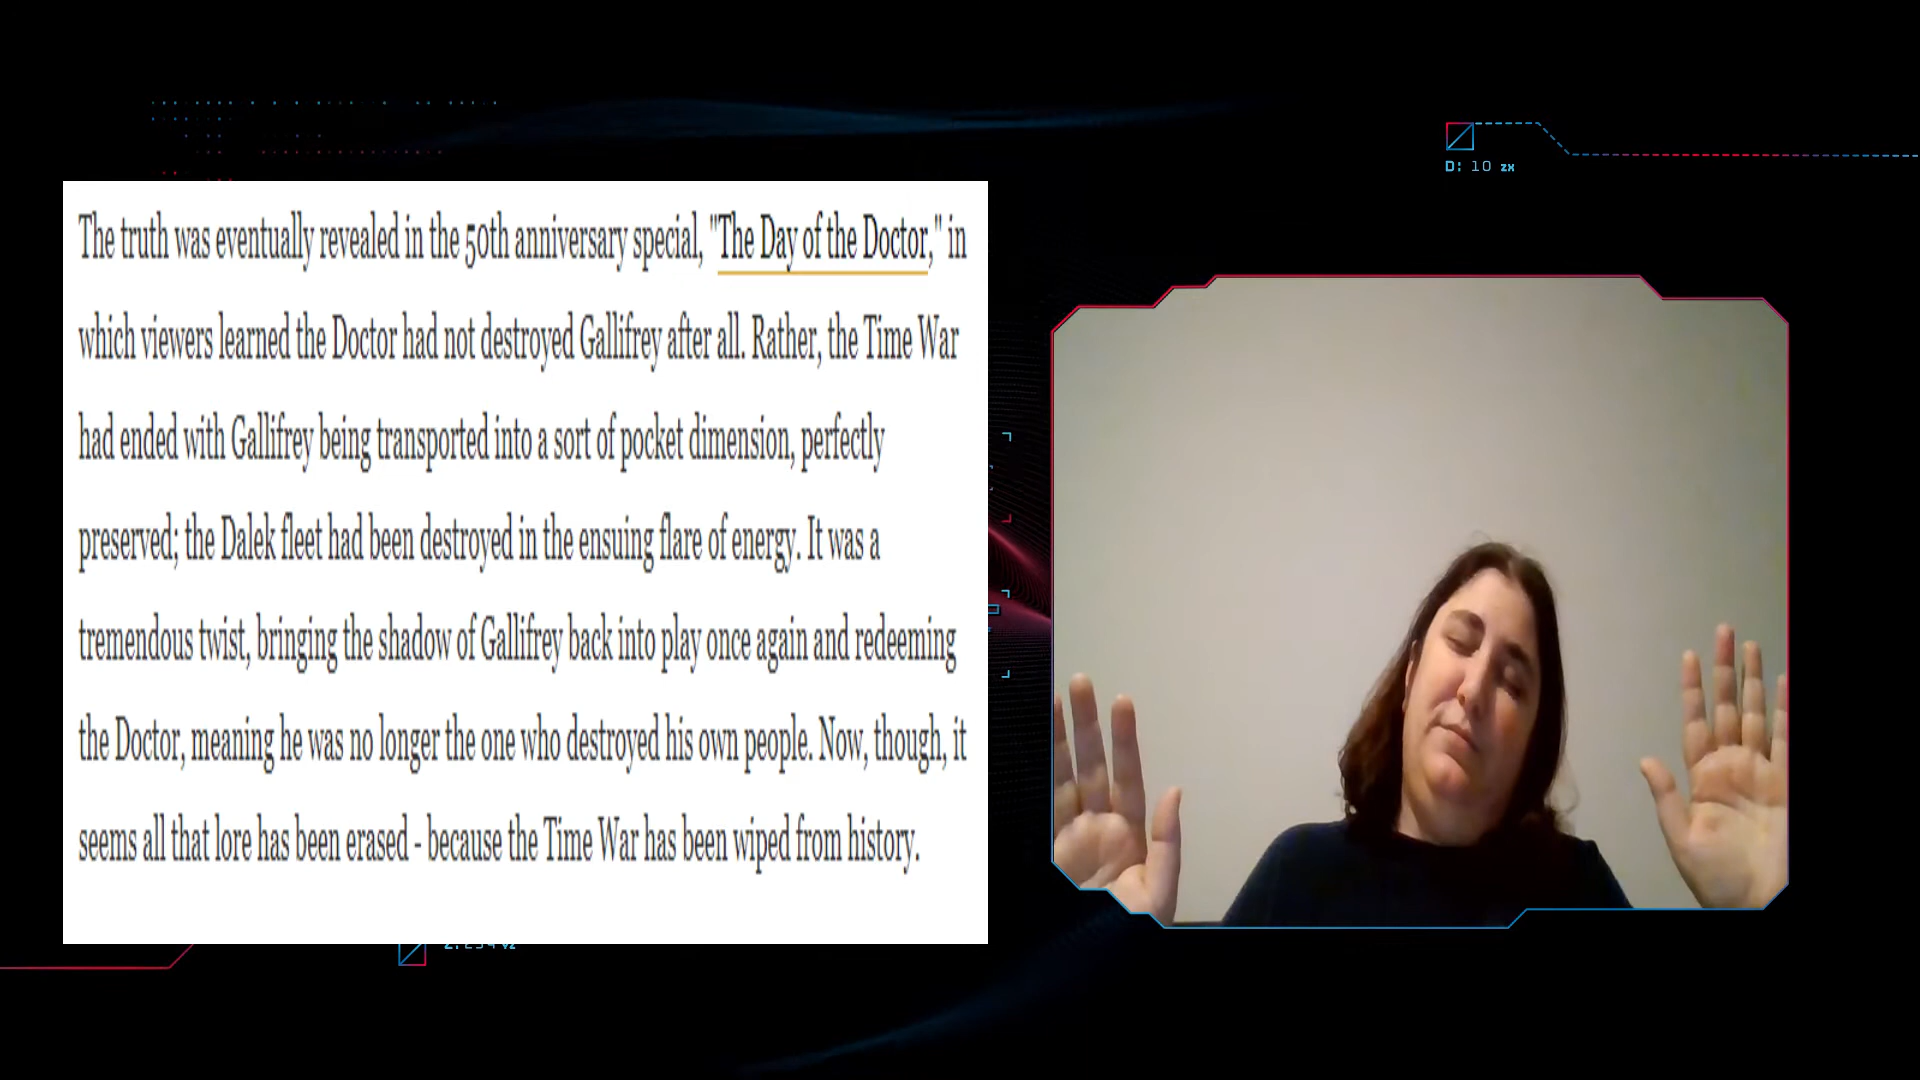 D: 10 zx
The truth was eventually revealed in the 50th anniversary special, "The Day of the Doctor," in
which viewers learned the Doctor had not destroyed Gallifrey after all. Rather, the Time War
had ended with Gallifrey being transported into a sort of pocket dimension, perfectly
preserved; the Dalek fleet had been destroyed in the ensuing flare of energy. It was a
tremendous twist, bringing the shadow of Gallifrey back into play once again and redeeming
the Doctor, meaning he was no longer the one who destroyed his own people. Now, though, it
seems all that lore has been erased - because the Time War has been wiped from history.